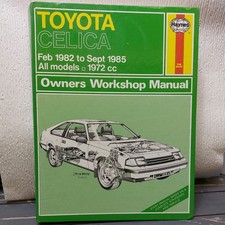 TOYOTA
CELICA
Haynes
Feb 1982 to Sept 1985
All models □ 1972 cc
Owners Workshop Manual